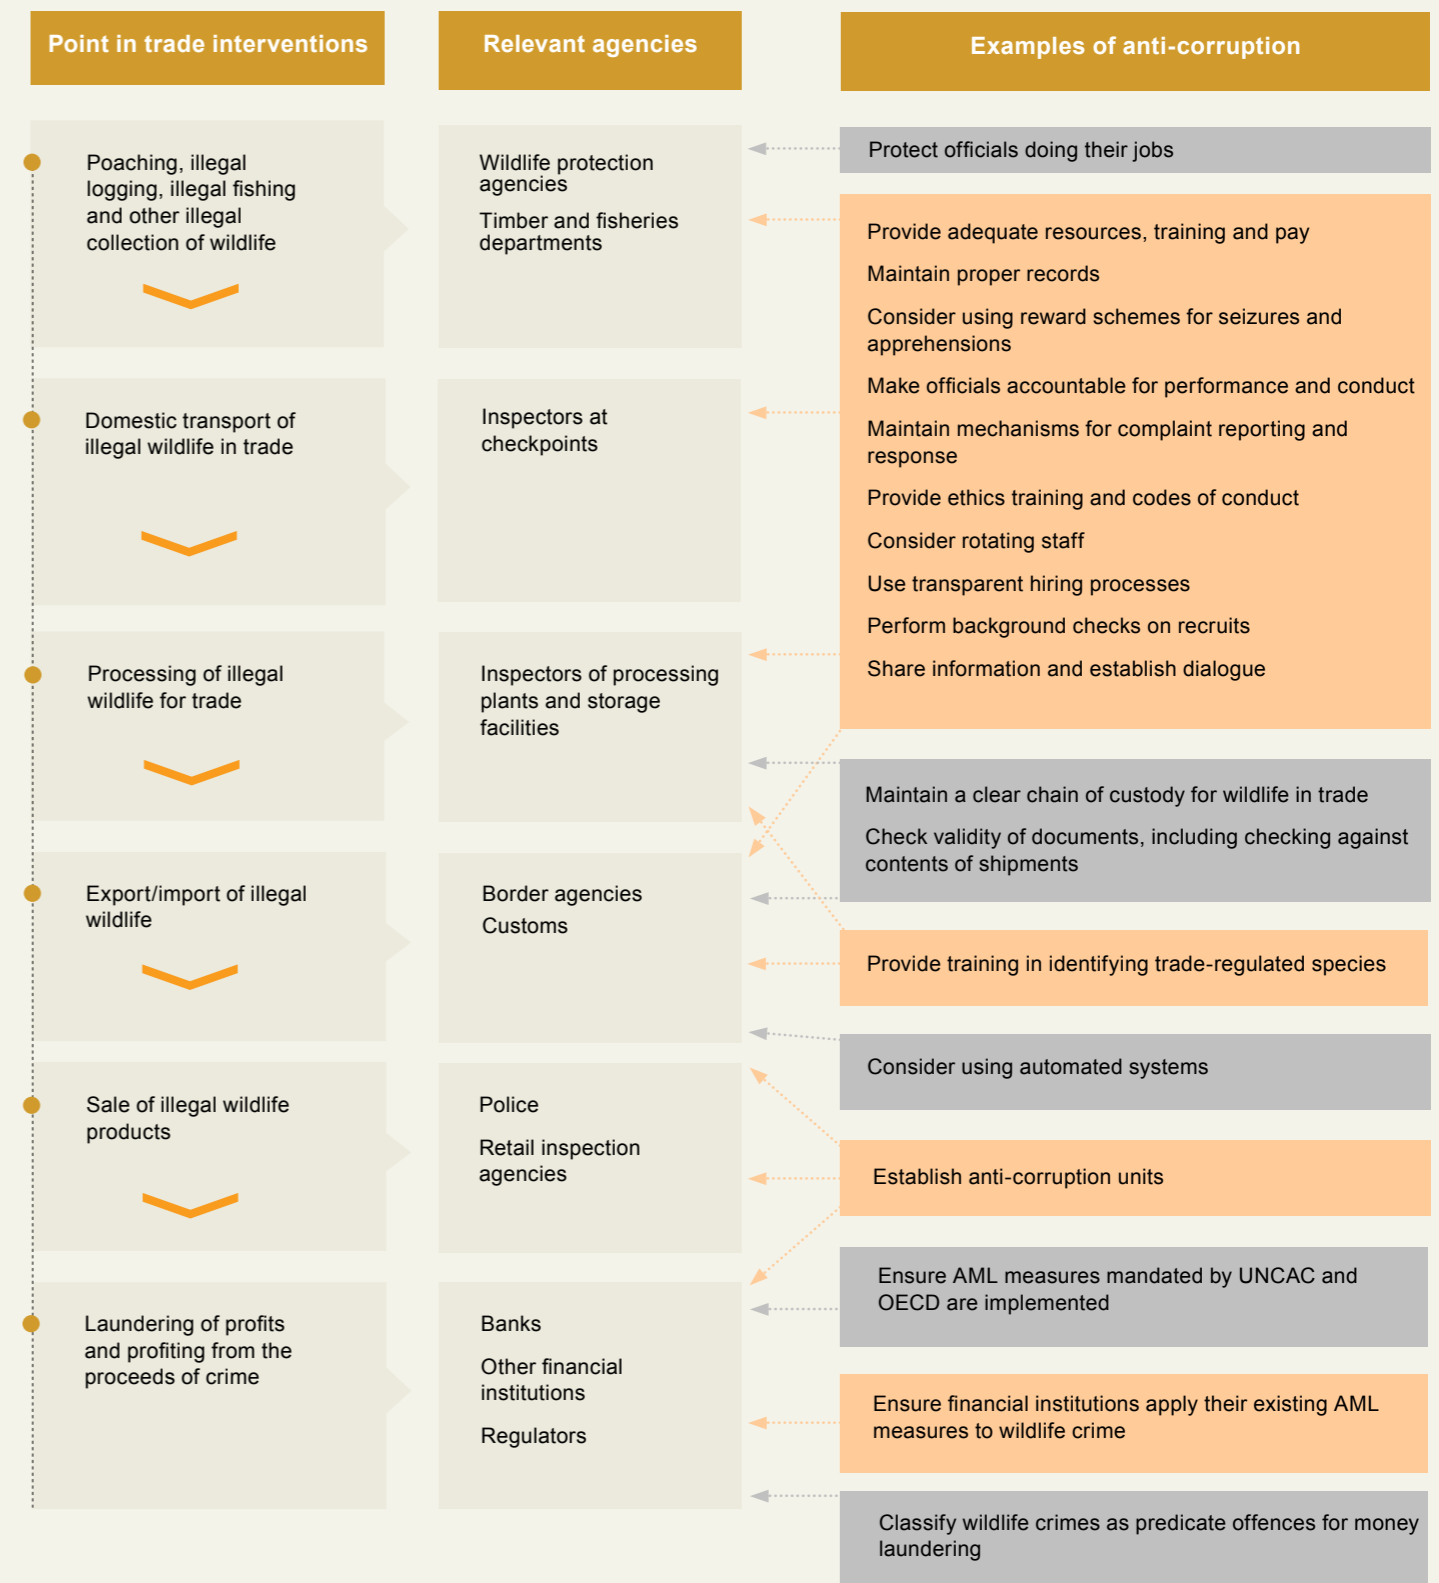 Point in trade interventions
Relevant agencies
Examples of anti-corruption
Poaching, illegal
logging, illegal fishing
and other illegal
collection of wildlife
Wildlife protection
agencies
Timber and fisheries
departments
Protect officials doing their jobs
Provide adequate resources, training and pay
Maintain proper records
Consider using reward schemes for seizures and
apprehensions
Make officials accountable for performance and conduct
Maintain mechanisms for complaint reporting and
response
Provide ethics training and codes of conduct
Consider rotating staff
Use transparent hiring processes
Perform background checks on recruits
Share information and establish dialogue
Domestic transport of
illegal wildlife in trade
Inspectors at
checkpoints
Processing of illegal
wildlife for trade
Inspectors of processing
plants and storage
facilities
Maintain a clear chain of custody for wildlife in trade
Check validity of documents, including checking against
contents of shipments
Export/import of illegal
wildlife
Border agencies
Customs
Provide training in identifying trade-regulated species
Consider using automated systems
Sale of illegal wildlife
products
Police
Retail inspection
agencies
Establish anti-corruption units
Laundering of profits
and profiting from the
proceeds of crime
Banks
Other financial
institutions
Regulators
Ensure AML measures mandated by UNCAC and
OECD are implemented
Ensure financial institutions apply their existing AML
measures to wildlife crime
Classify wildlife crimes as predicate offences for money
laundering